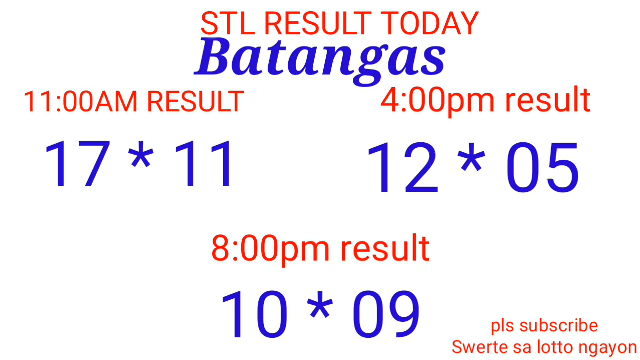 STL RESULT TODAY
Batangas
11:00AM RESULT
17 * 11
4:00pm result
12 * 05
8:00pm result
10 * 09
pls subscribe
Swerte sa lotto ngayon